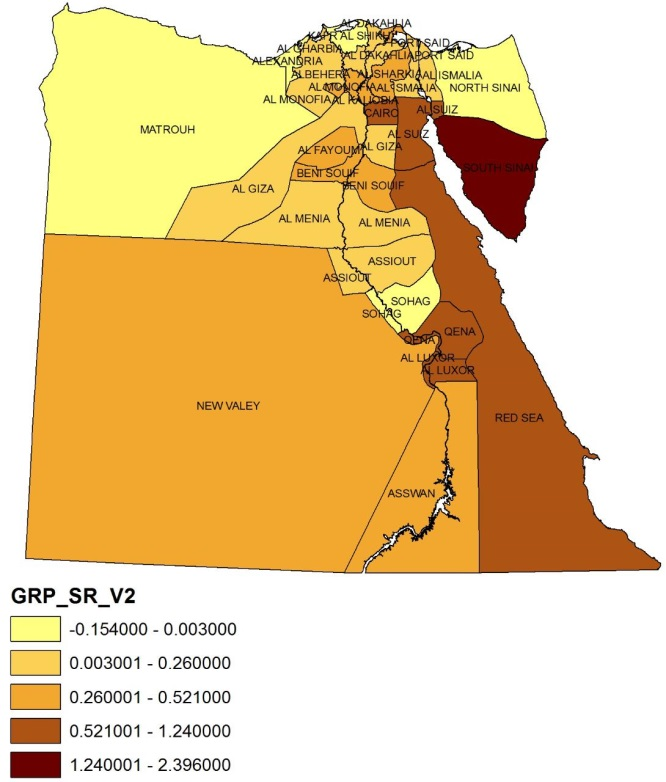 AL DAKAHLIA
KAFR AL SHIKH
PORT SAID
AL GHARBIA
AL DAKAHLIA
PORT SAID
ALEXANDRIA
ALBEHERA
AL SHARKIA
AL ISMALIA
NORTH SINAI
AL MONOFIA
AL ISMALIA
AL MONOFIA
AL KALIOBIA
CAIRO
AL SUIZ
MATROUH
AL SUIZ
AL FAYOUM
AL GIZA
SOUTH SINAI
BENI SOUIF
BENI SOUIF
AL GIZA
AL MENIA
AL MENIA
ASSIOUT
ASSIOUT
SOHAG
SOHAG
QENA
QENA
AL LUXOR
AL LUXOR
NEW VALEY
RED SEA
ASSWAN
GRP_SR_V2
-0.154000 - 0.003000
0.003001 - 0.260000
0.260001 - 0.521000
0.521001 - 1.240000
1.240001 - 2.396000